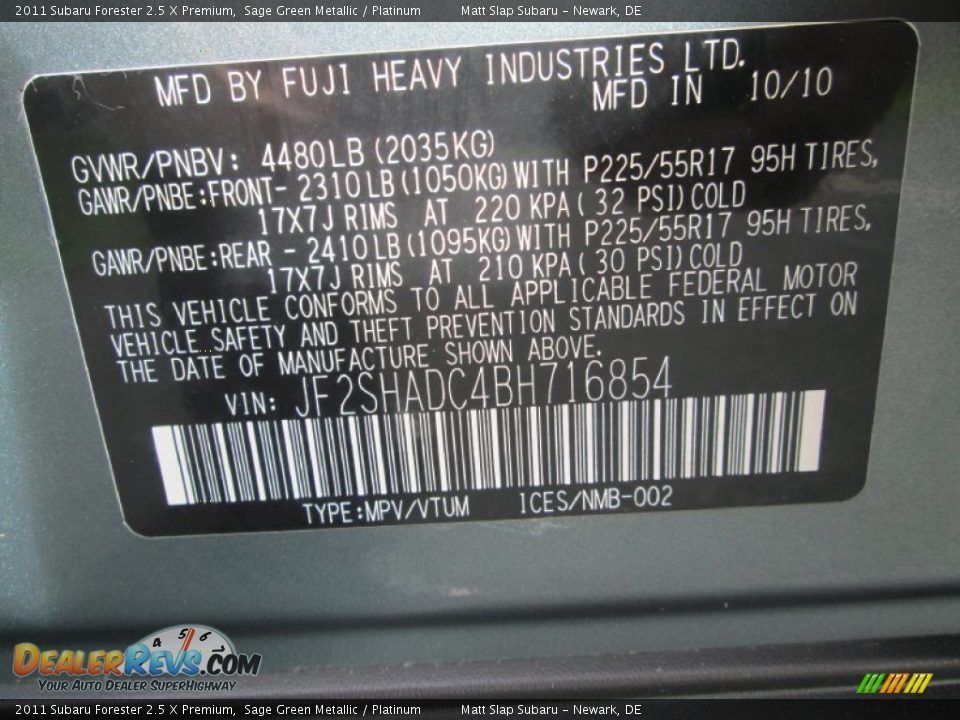 2011 Subaru Forester 2.5 X Premium, Sage Green Metallic / Platinum Matt Slap Subaru - Newark, DE
MFD BY FUJI HEAVY INDUSTRIES LTD.
MFD IN 10/10
GVWR/PNBV: 4480LB (2035KG)
GAWR/PNBE:FRONT- 2310LB(1050KG)WITH P225/55R17 95H TIRES,
17X7J RIMS AT 220 KPA( 32 PSI)COLD
GAWR/PNBE:REAR - 2410LB(1095KG)WITH P225/55R17 95H TIRES,
17X7J RIMS AT 210 KPA( 30 PSI)COLD
THIS VEHICLE CONFORMS TO ALL APPLICABLE FEDERAL MOTOR
VEHICLE SAFETY AND THEFT PREVENTION STANDARDS IN EFFECT ON
THE DATE OF MANUFACTURE SHOWN ABOVE.
VIN: JF2SHADC4BH716854
TYPE:MPV/VTUM ICES/NMB-002
4 5 6
DEALERREVS.COM
YOUR AUTO DEALER SUPERHIGHWAY
2011 Subaru Forester 2.5 X Premium, Sage Green Metallic / Platinum Matt Slap Subaru - Newark, DE